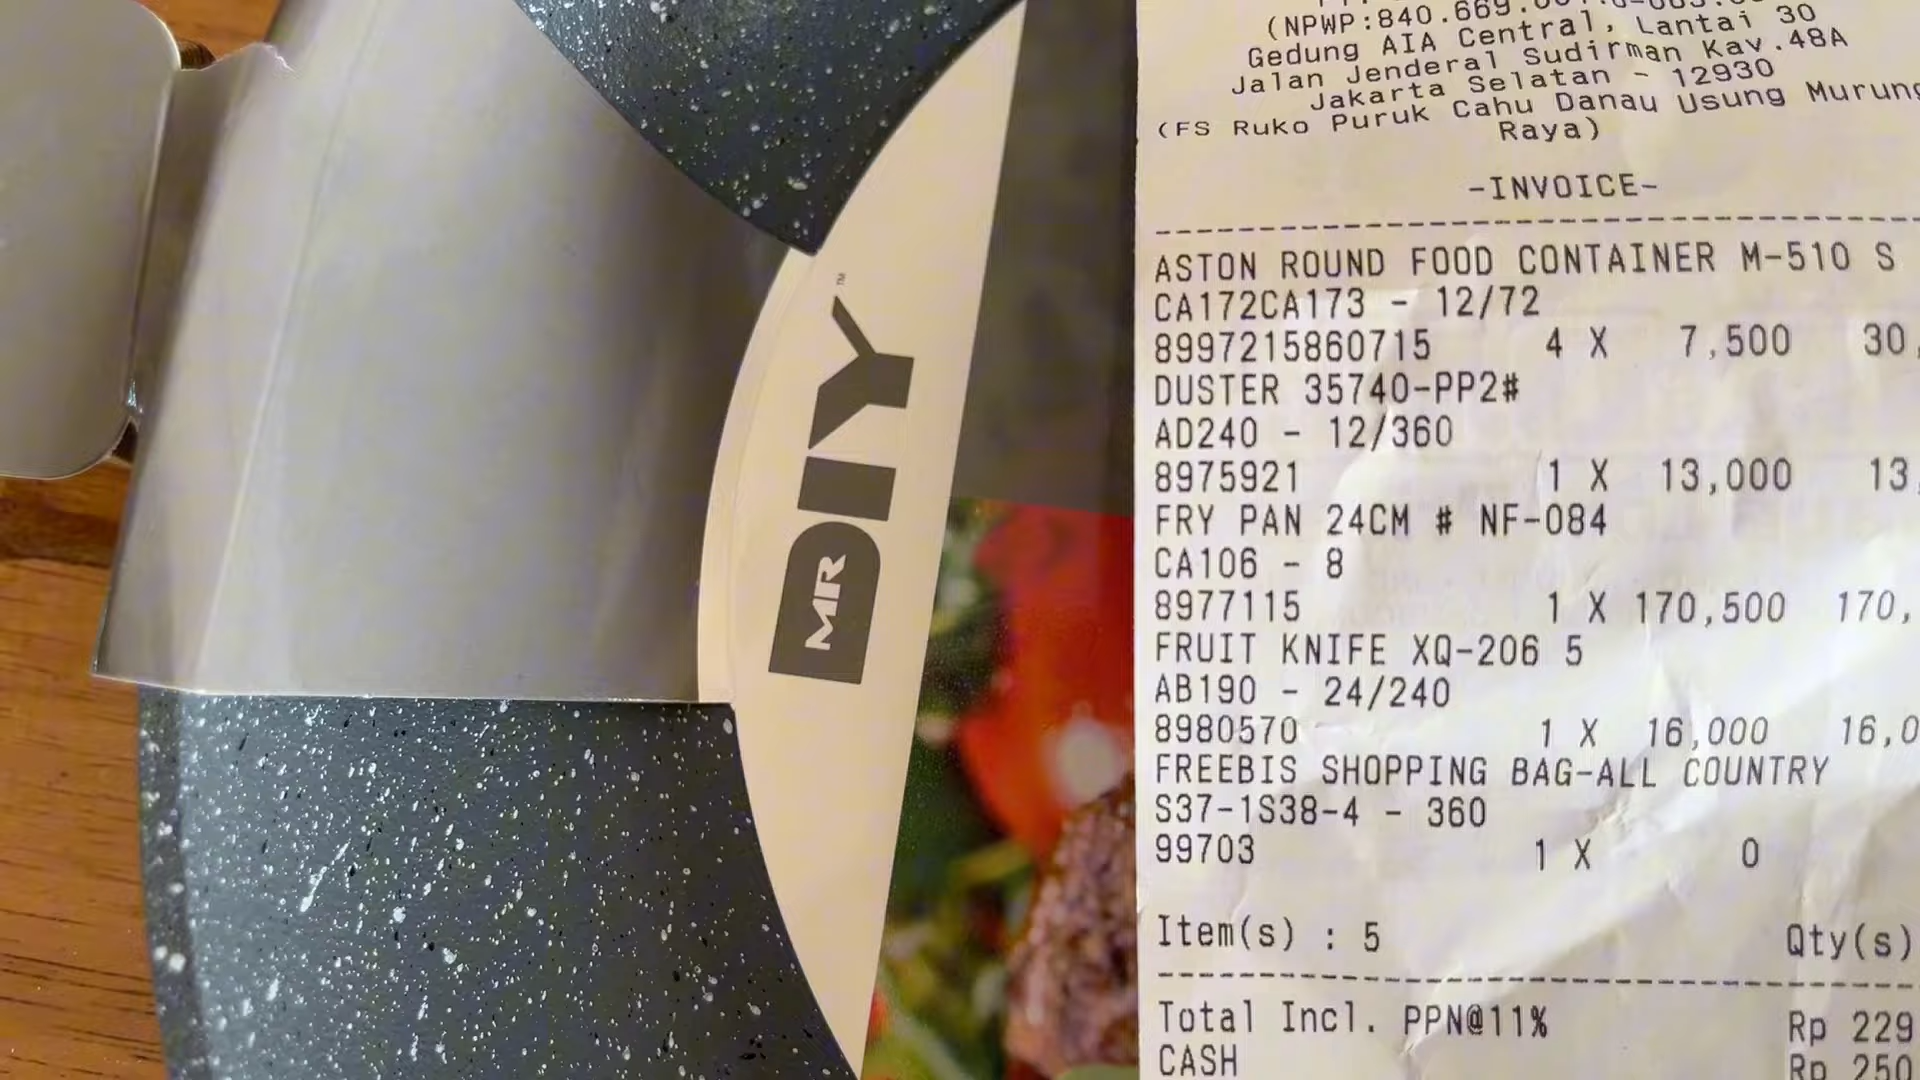 MR DIY™
(NPWP:840.669.
Gedung AIA Central, Lantai 30
Jalan Jenderal Sudirman Kav.48A
Jakarta Selatan - 12930
(FS Ruko Puruk Cahu Danau Usung Murung
Raya)
-INVOICE-
ASTON ROUND FOOD CONTAINER M-510 S
CA172CA173 - 12/72
8997215860715 4 X 7,500 30,
DUSTER 35740-PP2#
AD240 - 12/360
8975921 1 X 13,000 13,
FRY PAN 24CM # NF-084
CA106 - 8
8977115 1 X 170,500 170,
FRUIT KNIFE XQ-206 5
AB190 - 24/240
8980570 1 X 16,000 16,0
FREEBIS SHOPPING BAG-ALL COUNTRY
S37-1S38-4 - 360
99703 1 X 0
Item(s) : 5 Qty(s)
Total Incl. PPN@11% Rp 229
CASH Rp 250